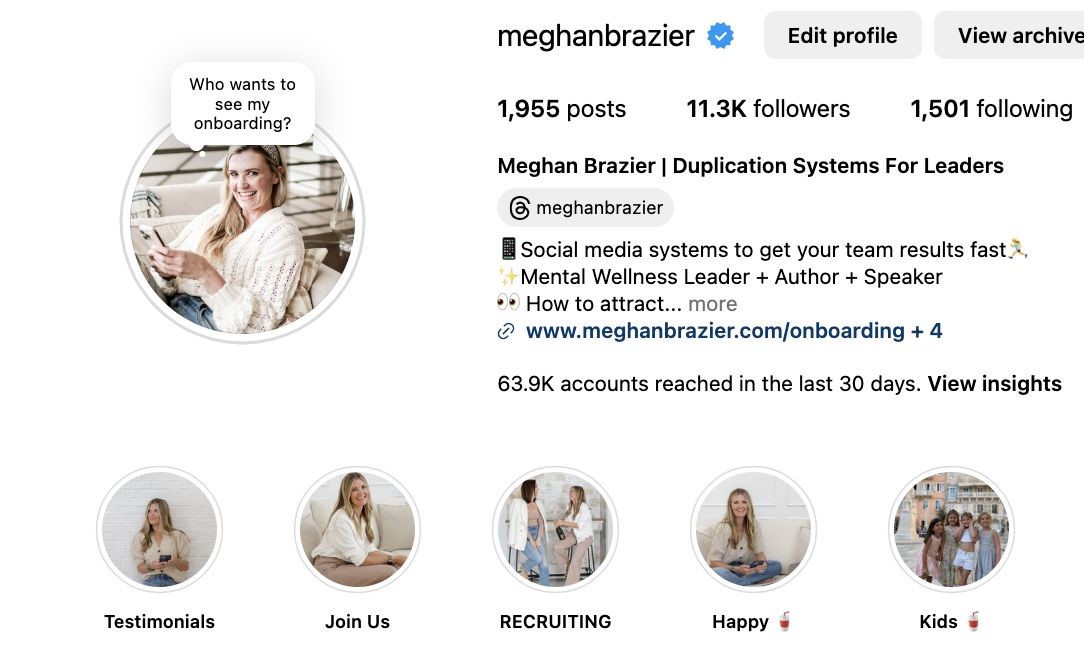 Who wants to
see my
onboarding?
meghanbrazier
Edit profile
View archive
1,955 posts
11.3K followers
1,501 following
Meghan Brazier | Duplication Systems For Leaders
meghanbrazier
📱Social media systems to get your team results fast🏃‍♂️
✨Mental Wellness Leader + Author + Speaker
👀 How to attract... more
www.meghanbrazier.com/onboarding + 4
63.9K accounts reached in the last 30 days. View insights
Testimonials
Join Us
RECRUITING
Happy 🥤
Kids 🥤